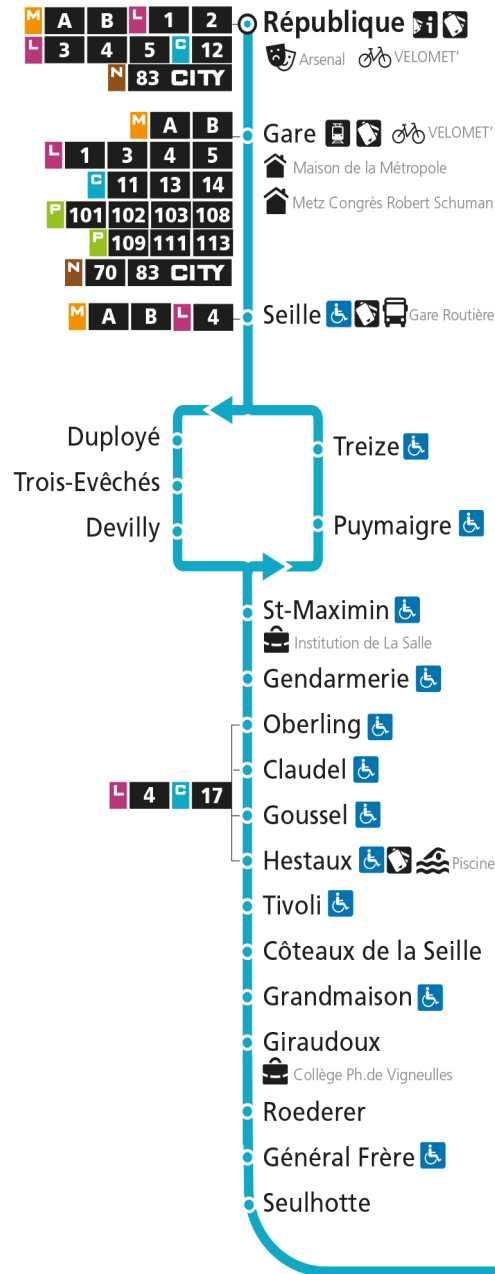 M A B L 1 2 République
L 3 4 5 C 12 Arsenal VELOMET'
N 83 CITY
M A B Gare VELOMET'
L 1 3 4 5 Maison de la Métropole
C 11 13 14
P 101 102 103 108 Metz Congrès Robert Schuman
P 109 111 113
N 70 83 CITY
M A B L 4 Seille Gare Routière
Duployé
Treize
Trois-Evêchés
Devilly
Puymaigre
St-Maximin
Institution de La Salle
Gendarmerie
Oberling
Claudel
L 4 C 17
Goussel
Hestaux Piscine
Tivoli
Côteaux de la Seille
Grandmaison
Giraudoux
Collège Ph.de Vigneulles
Roederer
Général Frère
Seulhotte